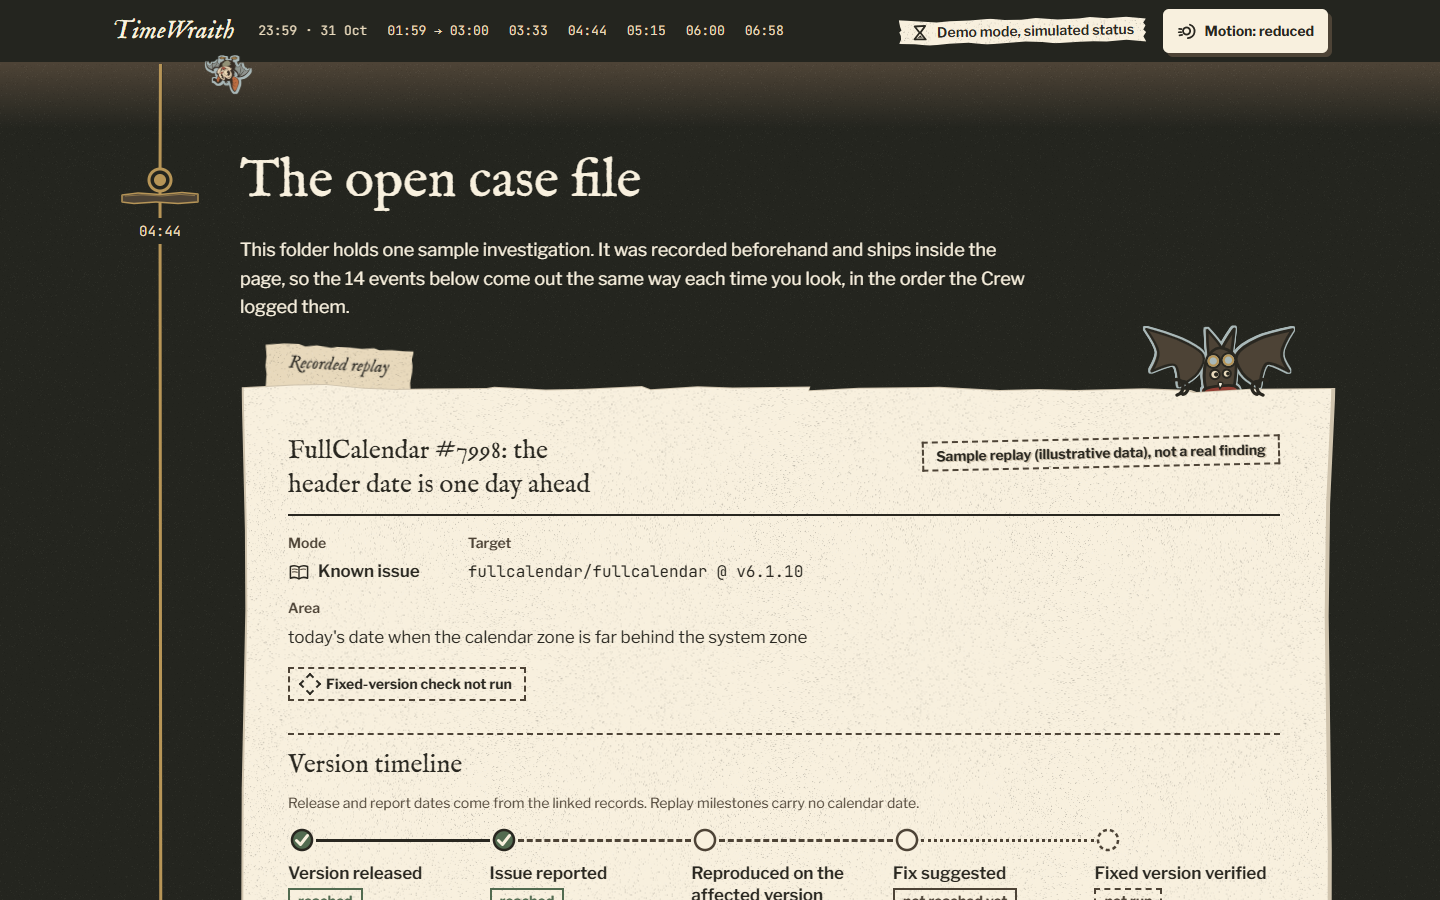 TimeWraith 23:59 · 31 Oct 01:59 → 03:00 03:33 04:44 05:15 06:00 06:58
Demo mode, simulated status
Motion: reduced
04:44
The open case file
This folder holds one sample investigation. It was recorded beforehand and ships inside the
page, so the 14 events below come out the same way each time you look, in the order the Crew
logged them.
Recorded replay
FullCalendar #7998: the
header date is one day ahead
Sample replay (illustrative data), not a real finding
Mode Target
Known issue fullcalendar/fullcalendar @ v6.1.10
Area
today's date when the calendar zone is far behind the system zone
Fixed-version check not run
Version timeline
Release and report dates come from the linked records. Replay milestones carry no calendar date.
Version released Issue reported Reproduced on the Fix suggested Fixed version verified
affected version